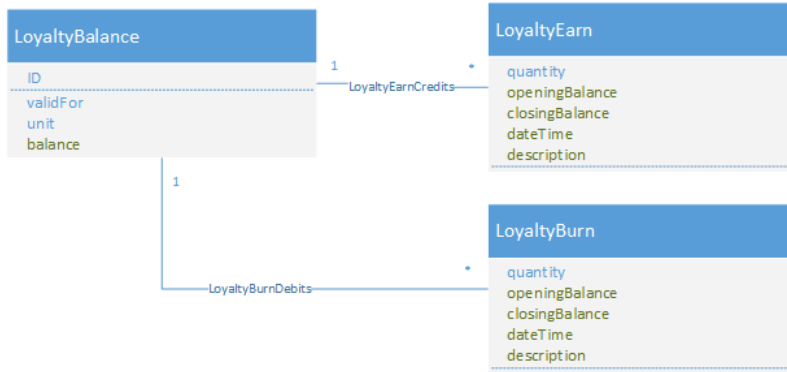 LoyaltyBalance
ID
validFor
unit
balance
1
*
LoyaltyEarnCredits
LoyaltyEarn
quantity
openingBalance
closingBalance
dateTime
description
1
*
LoyaltyBurnDebits
LoyaltyBurn
quantity
openingBalance
closingBalance
dateTime
description